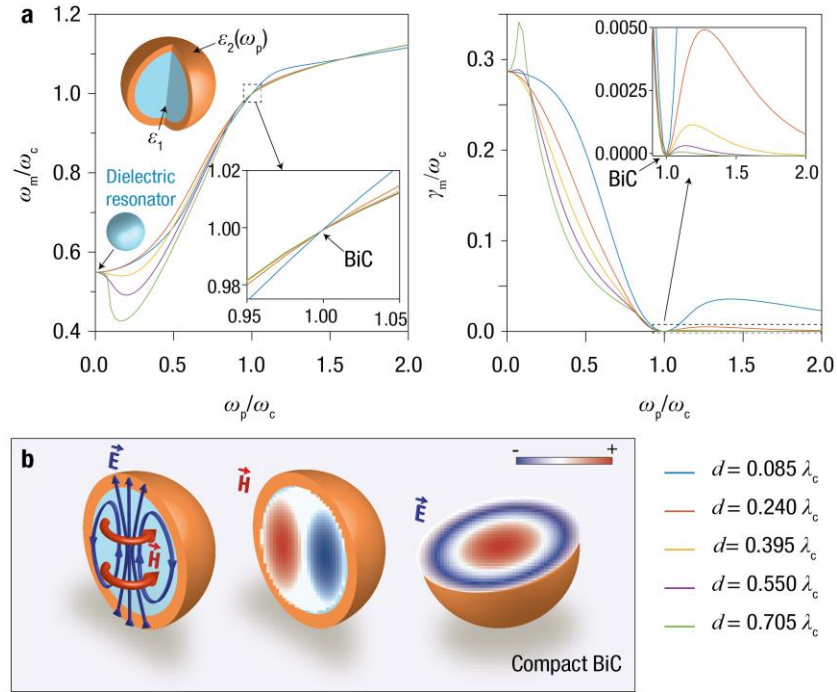 a
1.2
1.0
0.8
0.6
0.4
ω_m/ω_c
ε₂(ω_p)
ε₁
Dielectric
resonator
1.02
1.00
0.98
0.95
1.00
1.05
BiC
0.0
0.5
1.0
1.5
2.0
ω_p/ω_c
0.3
0.2
0.1
0.0
γ_m/ω_c
0.0050
0.0025
0.0000
1.0
1.5
2.0
BiC
0.0
0.5
1.0
1.5
2.0
ω_p/ω_c
b
E
H
H
E
-
+
Compact BiC
d = 0.085 λ_c
d = 0.240 λ_c
d = 0.395 λ_c
d = 0.550 λ_c
d = 0.705 λ_c